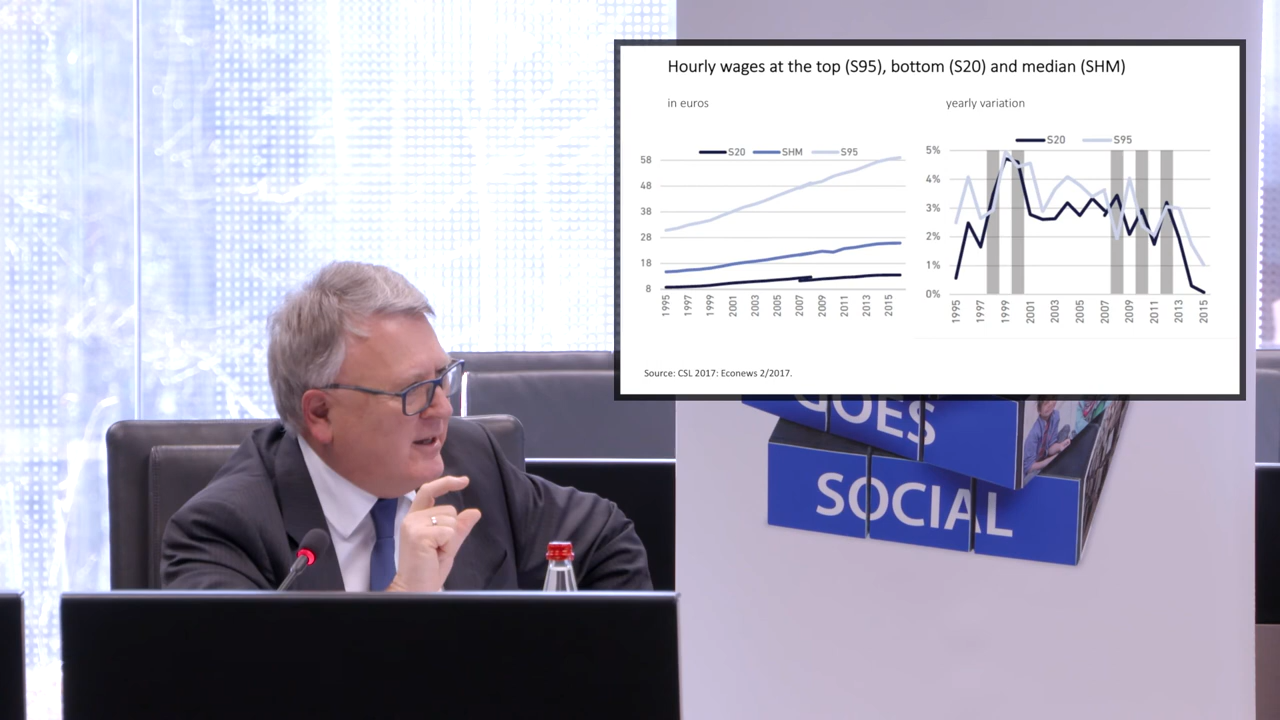 Hourly wages at the top (S95), bottom (S20) and median (SHM)
in euros
S20 SHM S95
58
48
38
28
18
8
1995 1997 1999 2001 2003 2005 2007 2009 2011 2013 2015
yearly variation
S20 S95
5%
4%
3%
2%
1%
0%
1995 1997 1999 2001 2003 2005 2007 2009 2011 2013 2015
Source: CSL 2017: Econews 2/2017.
GOES
SOCIAL